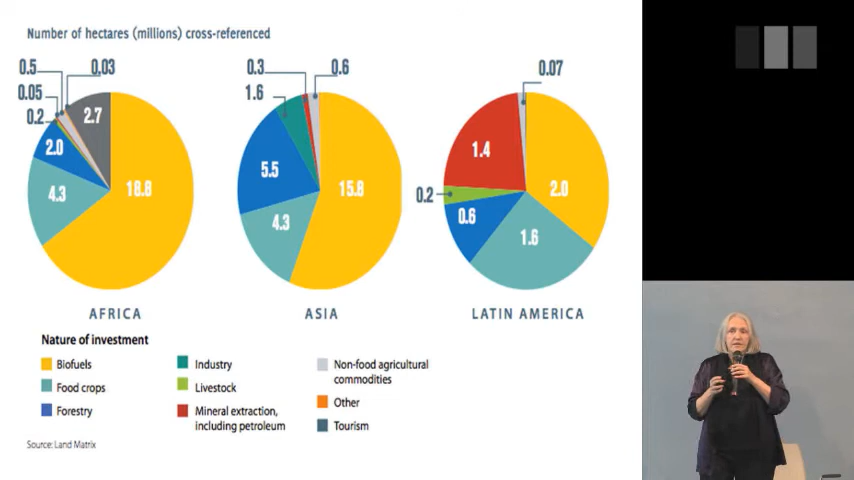 Number of hectares (millions) cross-referenced
0.5
0.03
0.05
0.2
2.7
2.0
4.3
18.8
0.3
0.6
1.6
5.5
15.8
4.3
0.07
1.4
0.2
2.0
0.6
1.6
AFRICA
ASIA
LATIN AMERICA
Nature of investment
Biofuels
Food crops
Forestry
Industry
Livestock
Mineral extraction,
including petroleum
Non-food agricultural
commodities
Other
Tourism
Source: Land Matrix